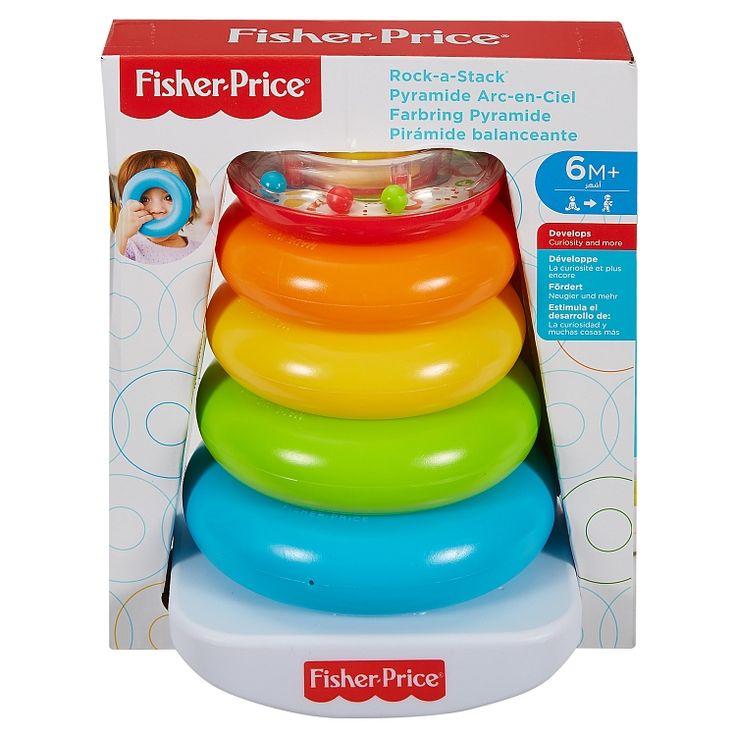 Fisher-Price®
Fisher-Price®
Rock-a-Stack®
Pyramide Arc-en-Ciel
Farbring Pyramide
Pirámide balanceante
6M+
أشهر
Develops
Curiosity and more
Développe
La curiosité et plus
encore
Fördert
Neugier und mehr
Estimula el
desarrollo de:
La curiosidad y
muchas cosas más
FISHER-PRICE
Fisher-Price®